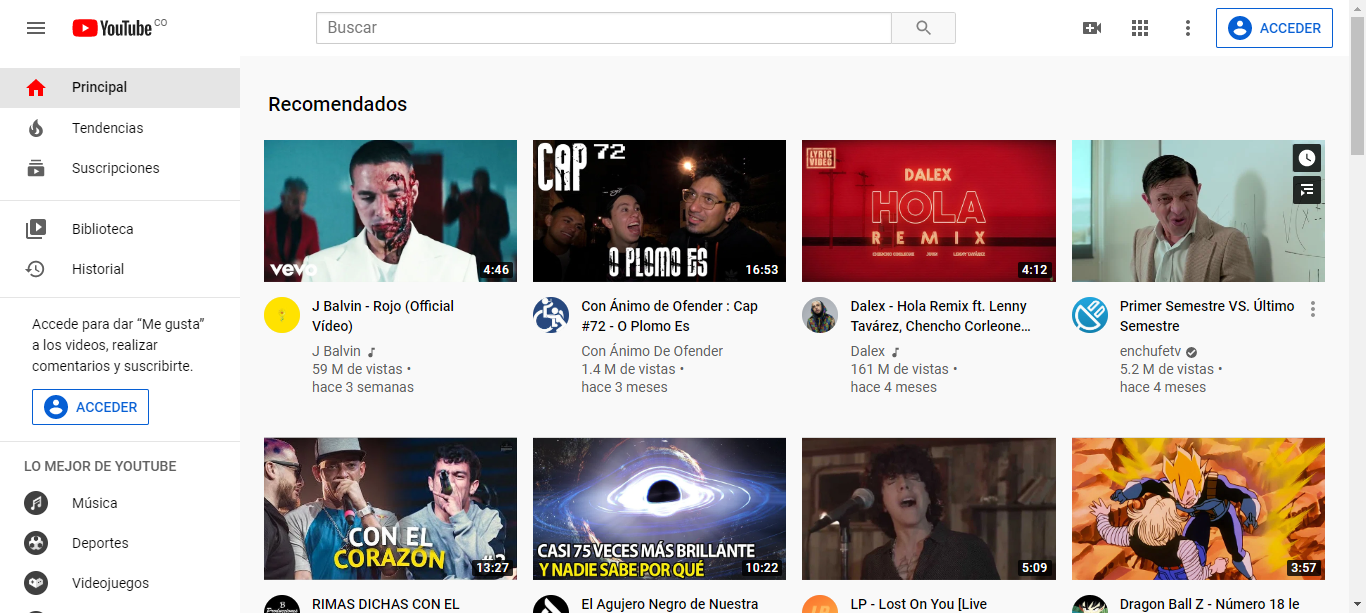 YouTube CO
Buscar
ACCEDER
Principal
Tendencias
Suscripciones
Biblioteca
Historial
Accede para dar “Me gusta”
a los videos, realizar
comentarios y suscribirte.
ACCEDER
LO MEJOR DE YOUTUBE
Música
Deportes
Videojuegos
Recomendados
vevo
4:46
J Balvin - Rojo (Official
Vídeo)
J Balvin
59 M de vistas •
hace 3 semanas
CAP 72
O PLOMO ES
16:53
Con Ánimo de Ofender : Cap
#72 - O Plomo Es
Con Ánimo De Ofender
1.4 M de vistas •
hace 3 meses
LYRIC
VIDEO
DALEX
HOLA
REMIX
CHENCHO CORLEONE JVAN LENNY TAVÁREZ
4:12
Dalex - Hola Remix ft. Lenny
Tavárez, Chencho Corleone...
Dalex
161 M de vistas •
hace 4 meses
Primer Semestre VS. Último
Semestre
enchufetv
5.2 M de vistas •
hace 4 meses
CON EL
CORAZÓN
13:27
RIMAS DICHAS CON EL
CASI 75 VECES MÁS BRILLANTE
Y NADIE SABE POR QUÉ
10:22
El Agujero Negro de Nuestra
5:09
LP
LP - Lost On You [Live
3:57
Dragon Ball Z - Número 18 le